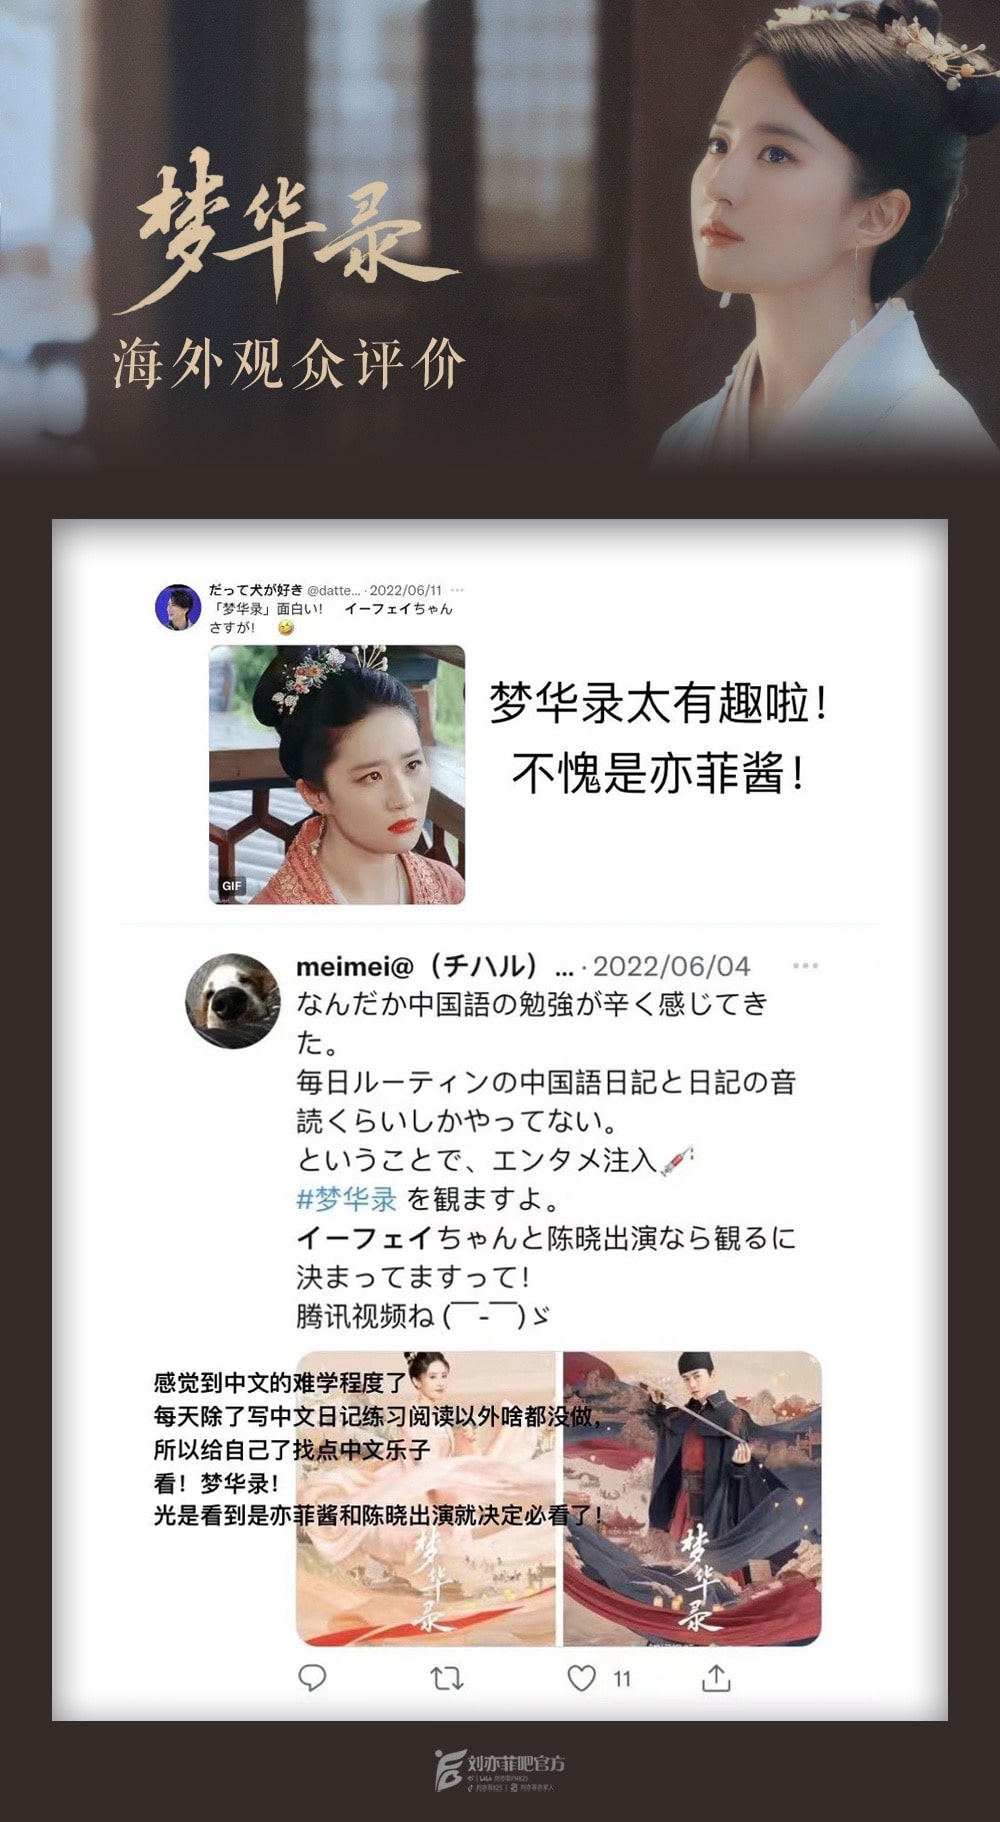 梦华录
海外观众评价
だって犬が好き @datte... · 2022/06/11 ···
「梦华录」面白い! イーフェイちゃん
さすが! 🤣
GIF
梦华录太有趣啦!
不愧是亦菲酱!
meimei@（チハル）... · 2022/06/04 ···
なんだか中国語の勉強が辛く感じてき
た。
毎日ルーティンの中国語日記と日記の音
読くらいしかやってない。
ということで、エンタメ注入💉
#梦华录 を観ますよ。
イーフェイちゃんと陈晓出演なら観るに
決まってますって!
腾讯视频ね (￣-￣)ゞ
感觉到中文的难学程度了
每天除了写中文日记练习阅读以外啥都没做，
所以给自己了找点中文乐子
看！梦华录！
光是看到是亦菲酱和陈晓出演就决定必看了！
梦华录
梦华录
11
刘亦菲吧官方